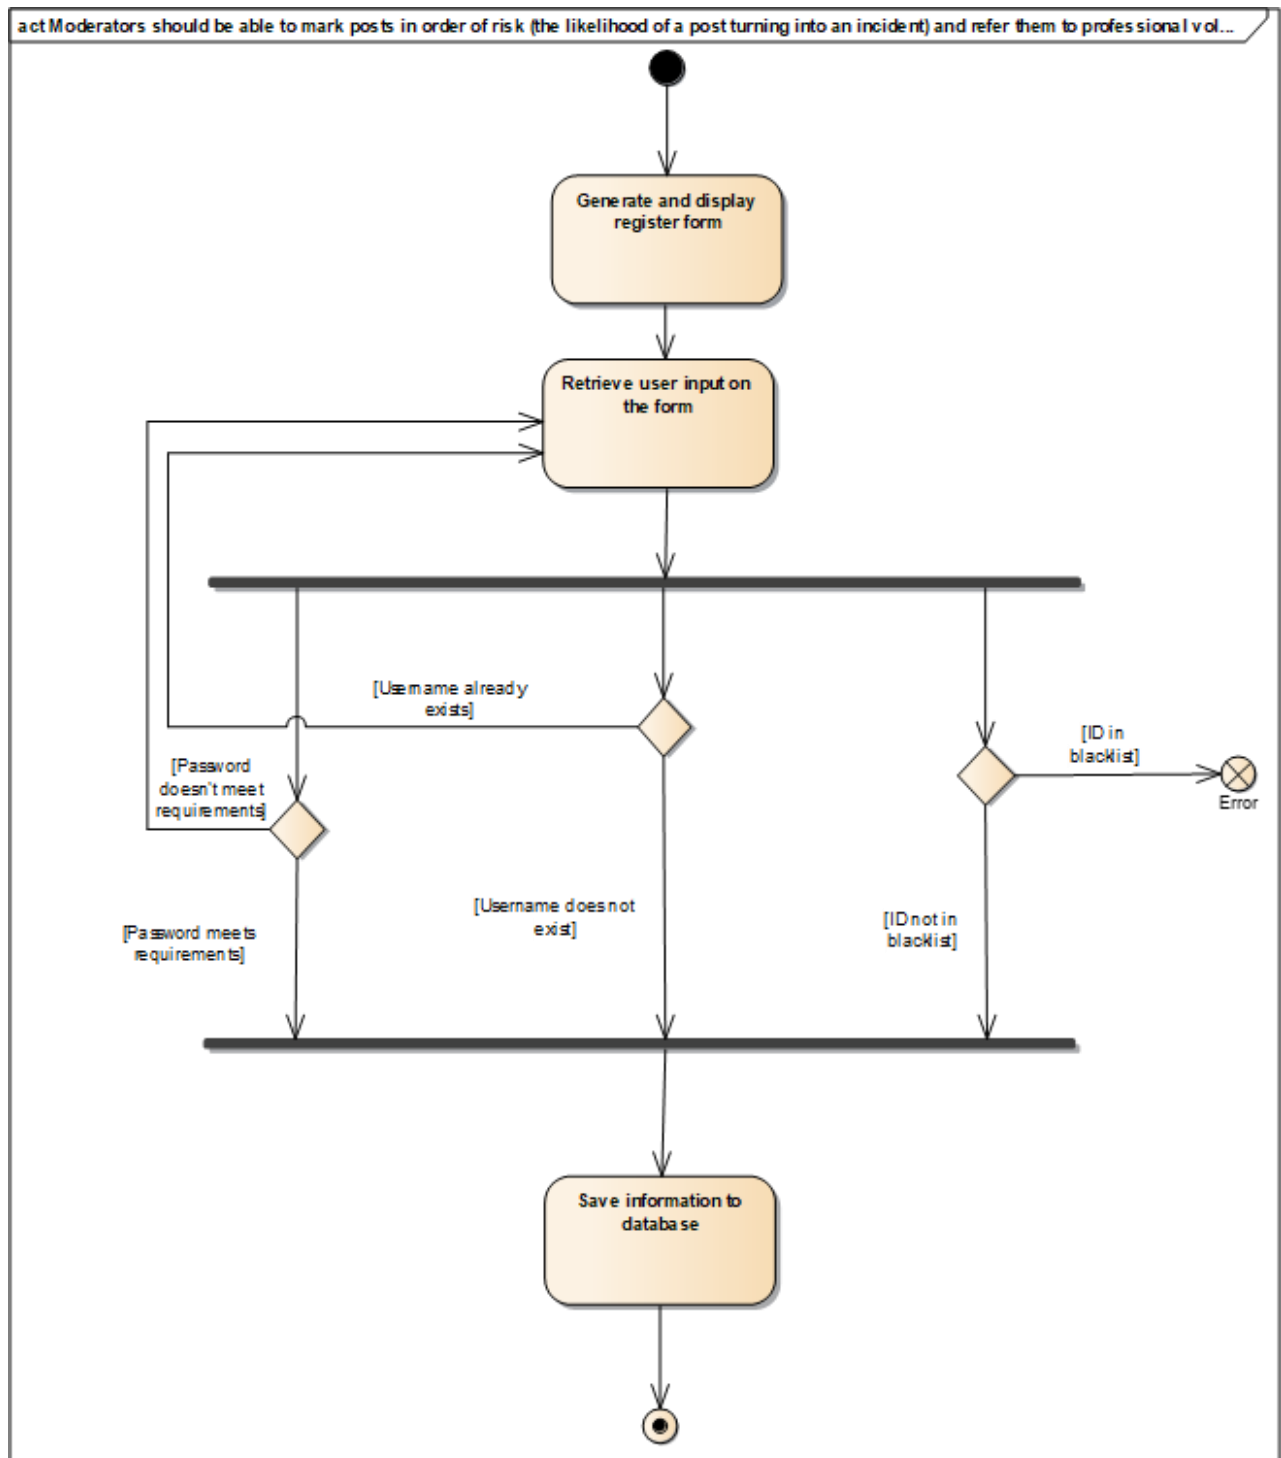 act Moderators should be able to mark posts in order of risk (the likelihood of a post turning into an incident) and refer them to professional vol...
Generate and display
register form
Retrieve user input on
the form
[Username already
exists]
[ID in
blacklist]
[Password
doesn't meet
requirements]
Error
[Username does not
exist]
[ID not in
blacklist]
[Password meets
requirements]
Save information to
database